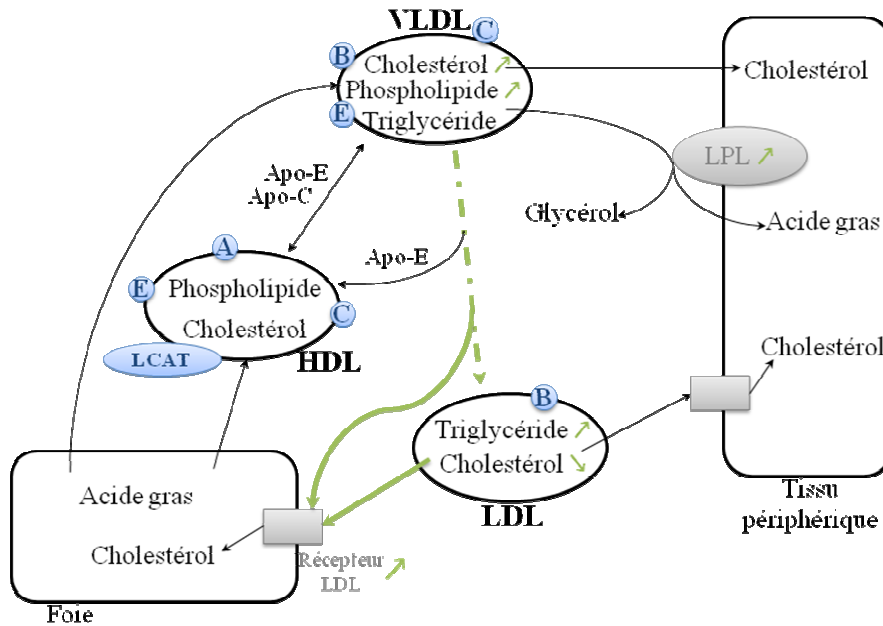 VLDL
C
B
Cholestérol
Phospholipide
E
Triglycéride
Cholestérol
LPL
Apo-E
Apo-C
Glycérol
Acide gras
A
Apo-E
E
Phospholipide
C
Cholestérol
LCAT
HDL
Cholestérol
B
Triglycéride
Cholestérol
LDL
Tissu
périphérique
Acide gras
Cholestérol
Récepteur
LDL
Foie